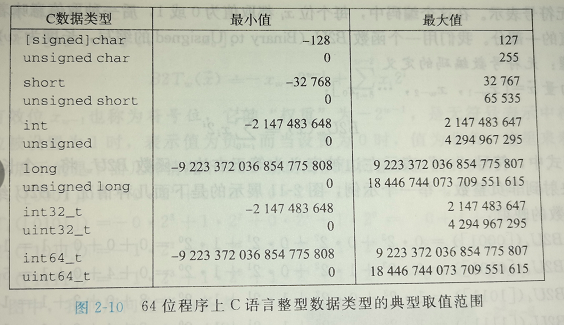 C数据类型 最小值 最大值
[signed]char -128 127
unsigned char 0 255
short -32 768 32 767
unsigned short 0 65 535
int -2 147 483 648 2 147 483 647
unsigned 0 4 294 967 295
long -9 223 372 036 854 775 808 9 223 372 036 854 775 807
unsigned long 0 18 446 744 073 709 551 615
int32_t -2 147 483 648 2 147 483 647
uint32_t 0 4 294 967 295
int64_t -9 223 372 036 854 775 808 9 223 372 036 854 775 807
uint64_t 0 18 446 744 073 709 551 615
图 2-10 64 位程序上 C 语言整型数据类型的典型取值范围